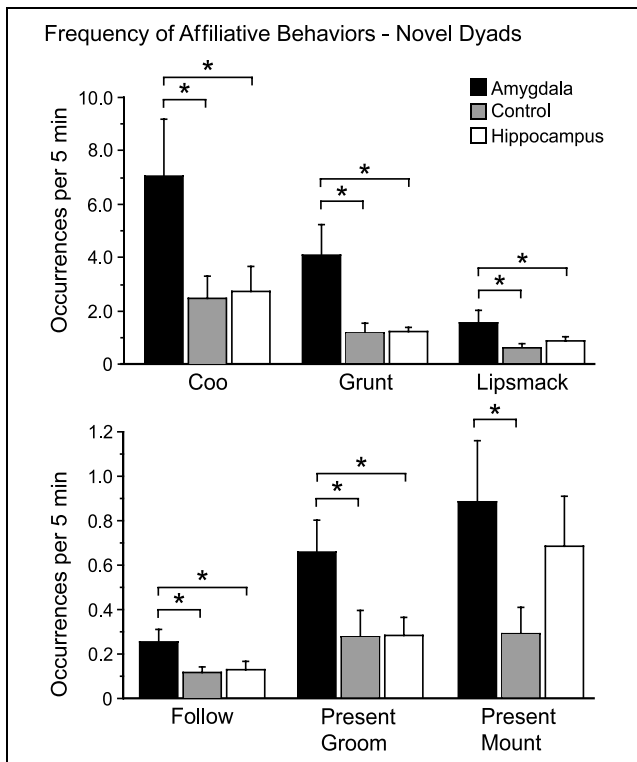 Frequency of Affiliative Behaviors - Novel Dyads
Amygdala
Control
Hippocampus
Occurrences per 5 min
10.0
8.0
6.0
4.0
2.0
0
* *
* *
* *
Coo Grunt Lipsmack
Occurrences per 5 min
1.2
1.0
0.8
0.6
0.4
0.2
0
* *
* *
*
Follow Present Present
Groom Mount